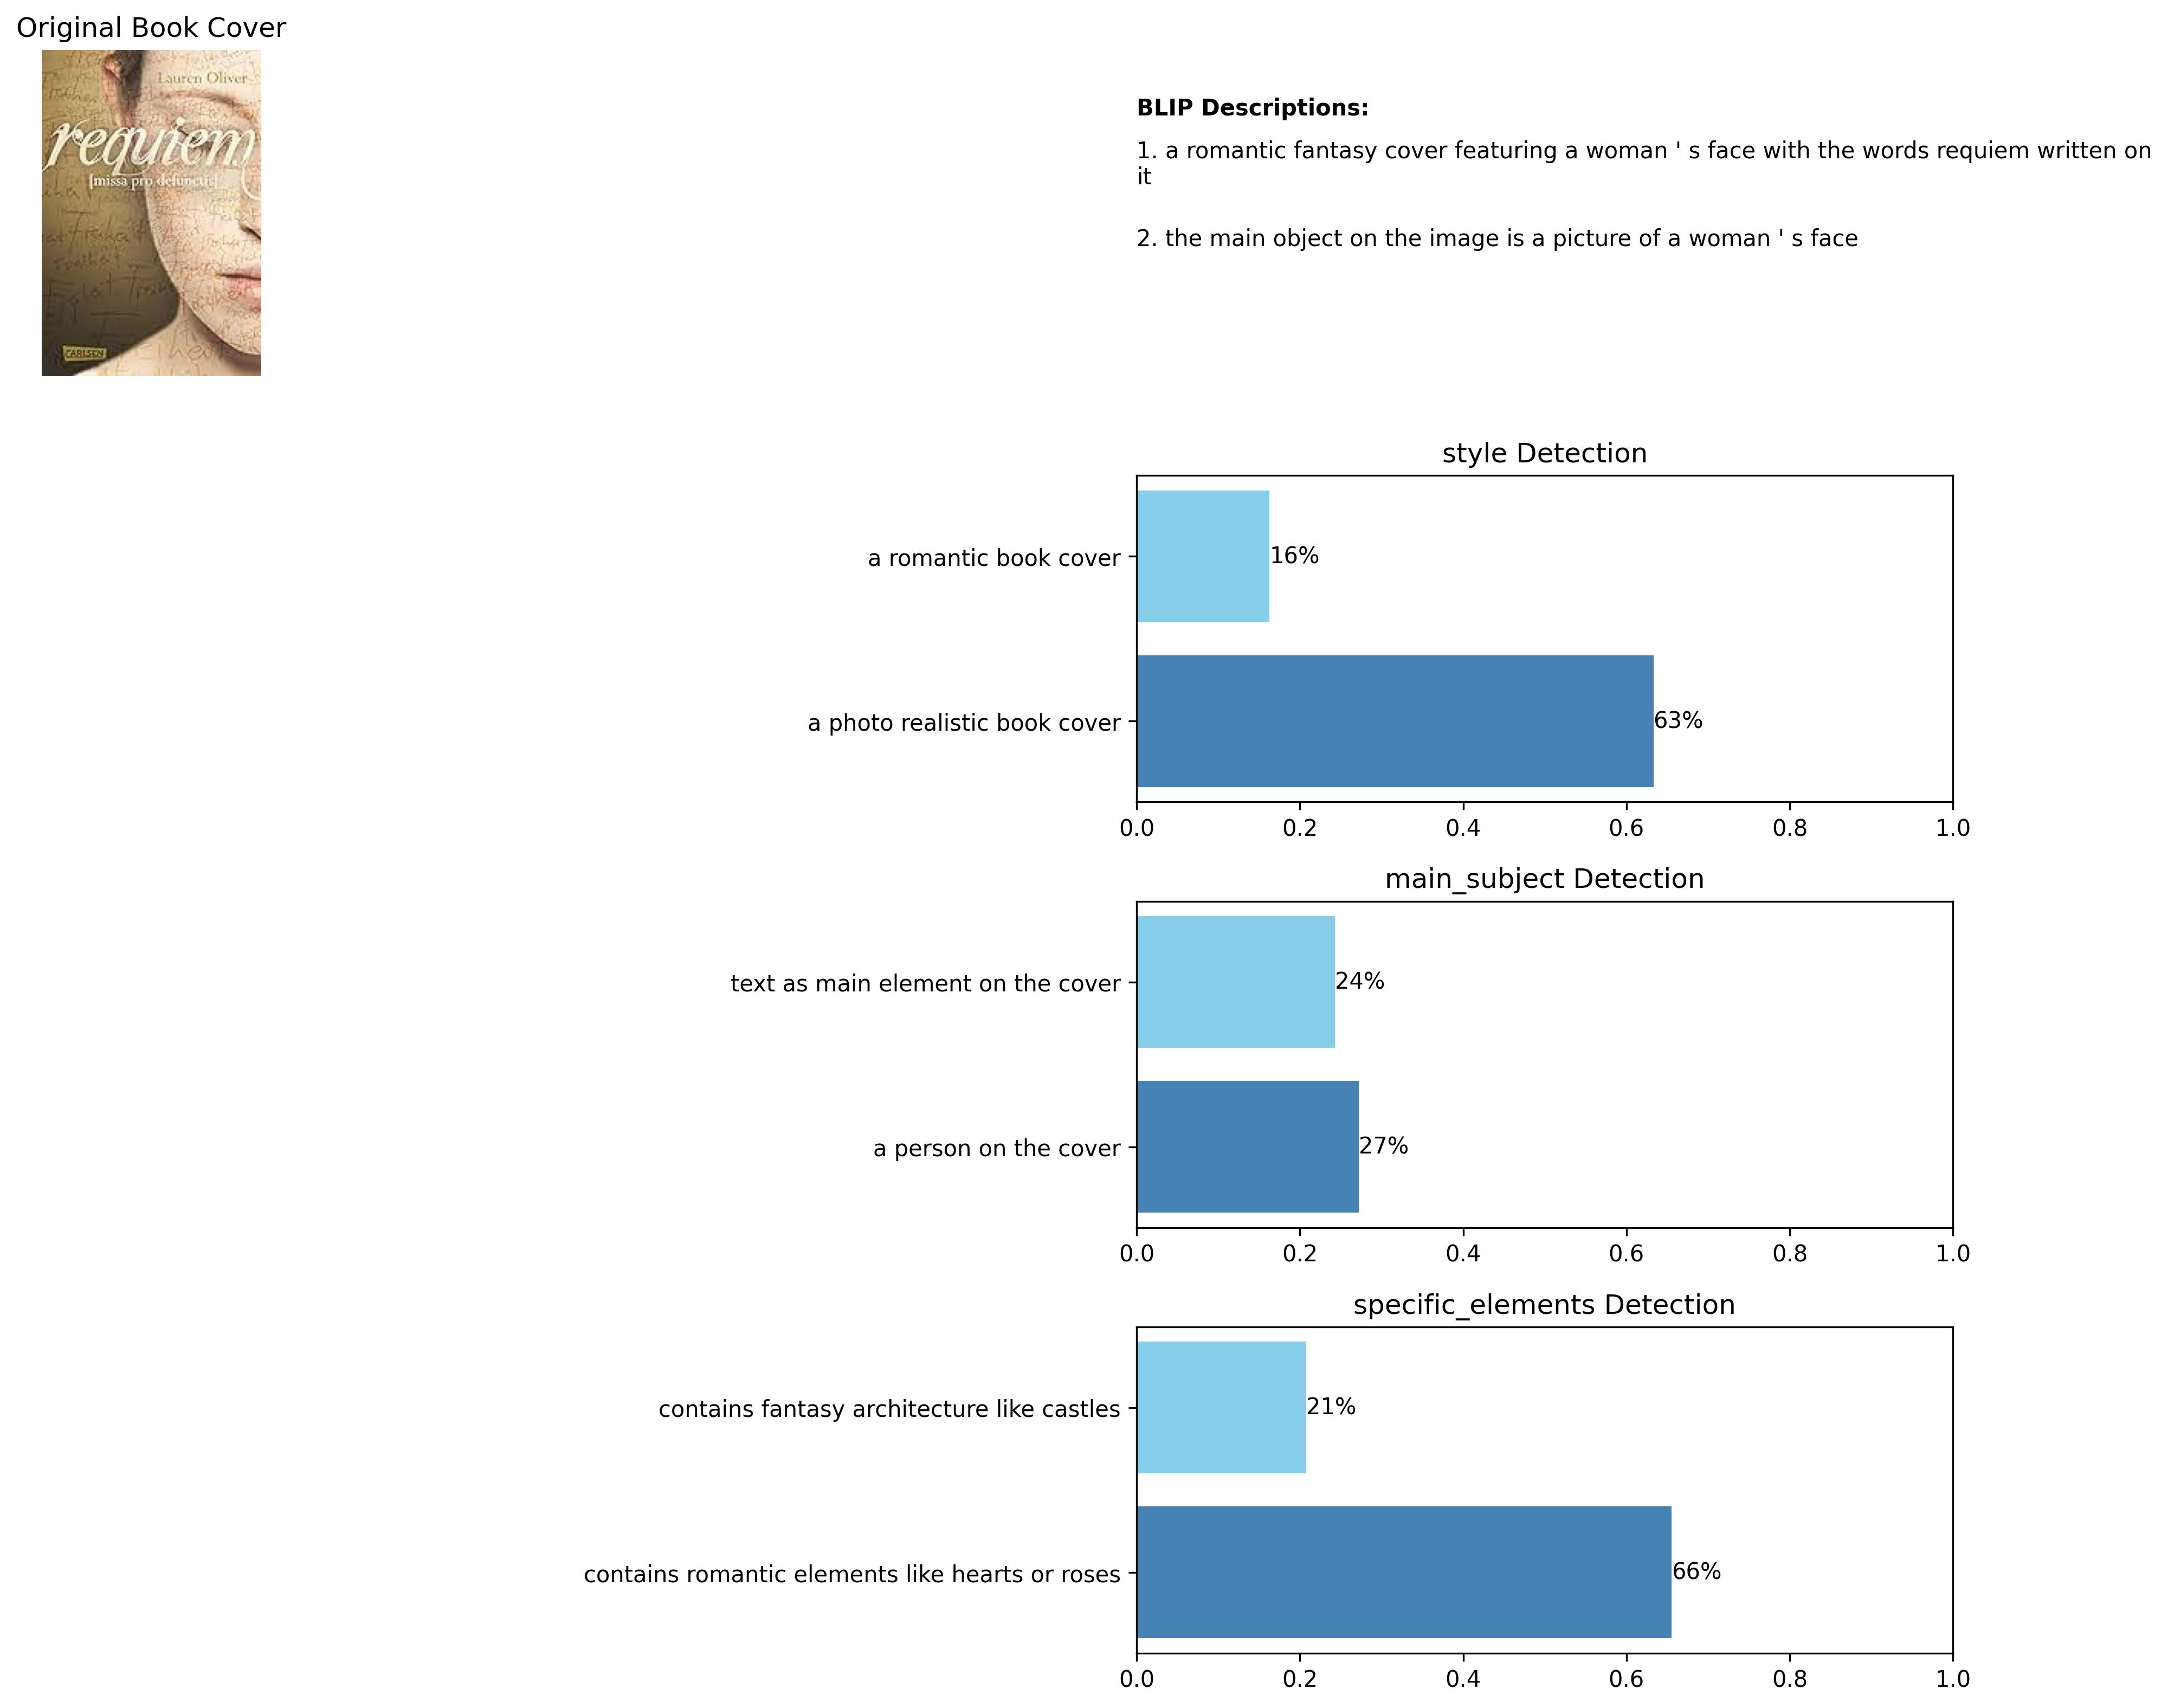 Original Book Cover
Lauren Oliver
requiem
[missa pro defunctis]
Freiheit
CARLSEN
BLIP Descriptions:
1. a romantic fantasy cover featuring a woman ' s face with the words requiem written on
it
2. the main object on the image is a picture of a woman ' s face
style Detection
a romantic book cover
16%
a photo realistic book cover
63%
0.0 0.2 0.4 0.6 0.8 1.0
main_subject Detection
text as main element on the cover
24%
a person on the cover
27%
0.0 0.2 0.4 0.6 0.8 1.0
specific_elements Detection
contains fantasy architecture like castles
21%
contains romantic elements like hearts or roses
66%
0.0 0.2 0.4 0.6 0.8 1.0